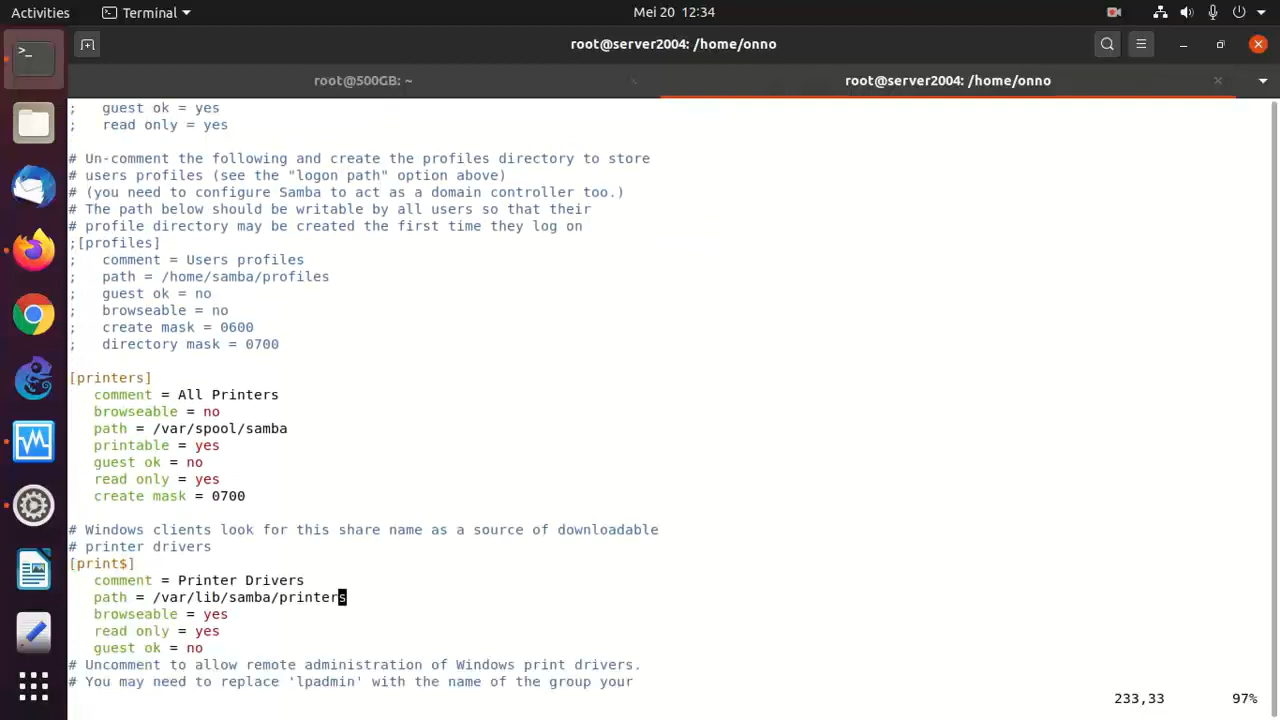 Activities
Terminal
Mei 20 12:34
root@server2004: /home/onno
root@500GB: ~
root@server2004: /home/onno
;   guest ok = yes
;   read only = yes
# Un-comment the following and create the profiles directory to store
# users profiles (see the "logon path" option above)
# (you need to configure Samba to act as a domain controller too.)
# The path below should be writable by all users so that their
# profile directory may be created the first time they log on
;[profiles]
;   comment = Users profiles
;   path = /home/samba/profiles
;   guest ok = no
;   browseable = no
;   create mask = 0600
;   directory mask = 0700
[printers]
   comment = All Printers
   browseable = no
   path = /var/spool/samba
   printable = yes
   guest ok = no
   read only = yes
   create mask = 0700
# Windows clients look for this share name as a source of downloadable
# printer drivers
[print$]
   comment = Printer Drivers
   path = /var/lib/samba/printers
   browseable = yes
   read only = yes
   guest ok = no
# Uncomment to allow remote administration of Windows print drivers.
# You may need to replace 'lpadmin' with the name of the group your
233,33 97%